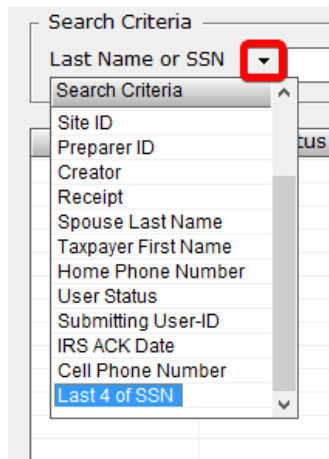 Search Criteria
Last Name or SSN
Search Criteria
Site ID
Preparer ID
tus
Creator
Receipt
Spouse Last Name
Taxpayer First Name
Home Phone Number
User Status
Submitting User-ID
IRS ACK Date
Cell Phone Number
Last 4 of SSN